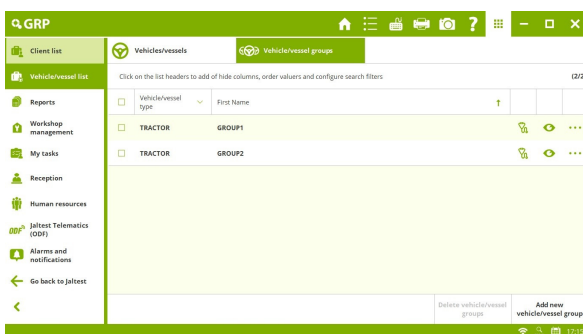 GRP
?
Client list
Vehicles/vessels
Vehicle/vessel groups
Vehicle/vessel list
Click on the list headers to add of hide columns, order valuers and configure search filters
(2/2
Reports
Vehicle/vessel
type
First Name
Workshop
management
TRACTOR
GROUP1
My tasks
TRACTOR
GROUP2
Reception
Human resources
ODF
Jaltest Telematics
(ODF)
Alarms and
notifications
Go back to Jaltest
Delete vehicle/vessel
groups
Add new
vehicle/vessel group
17:15